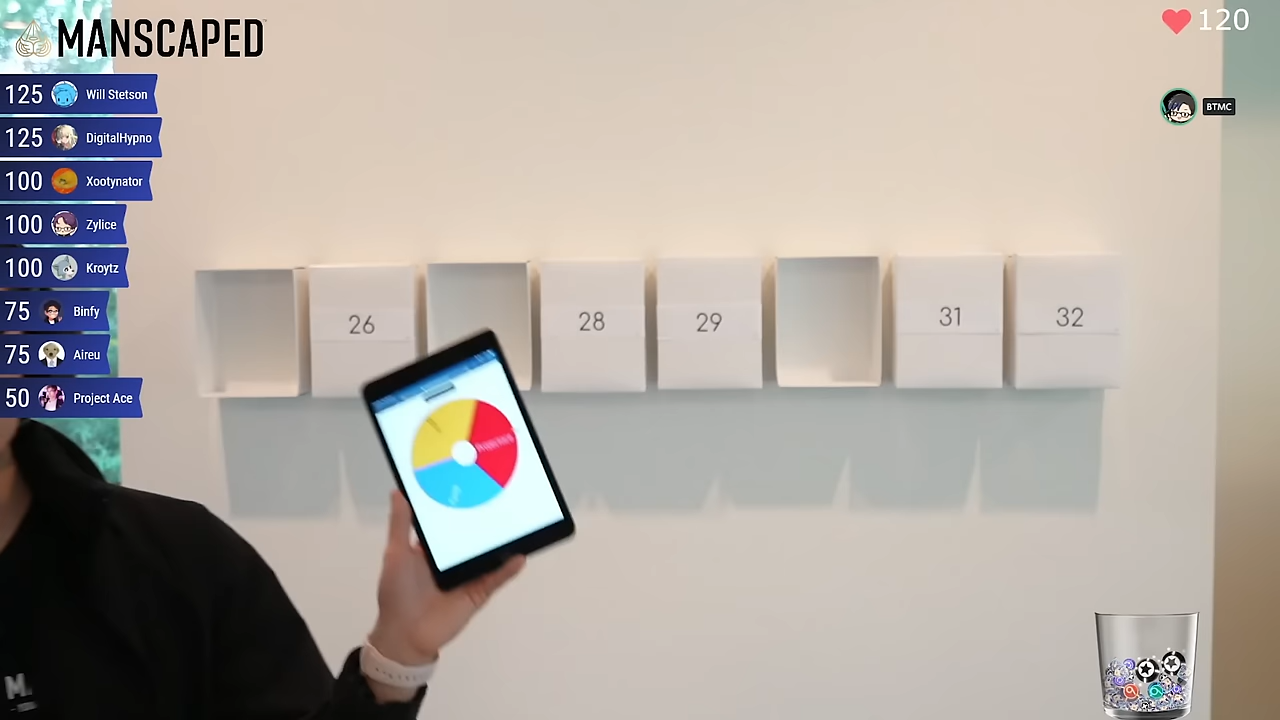 MANSCAPED
120
125 Will Stetson
BTMC
125 DigitalHypno
100 Xootynator
100 Zylice
100 Kroytz
75 Binfy
75 Aireu
50 Project Ace
26
28
29
31
32